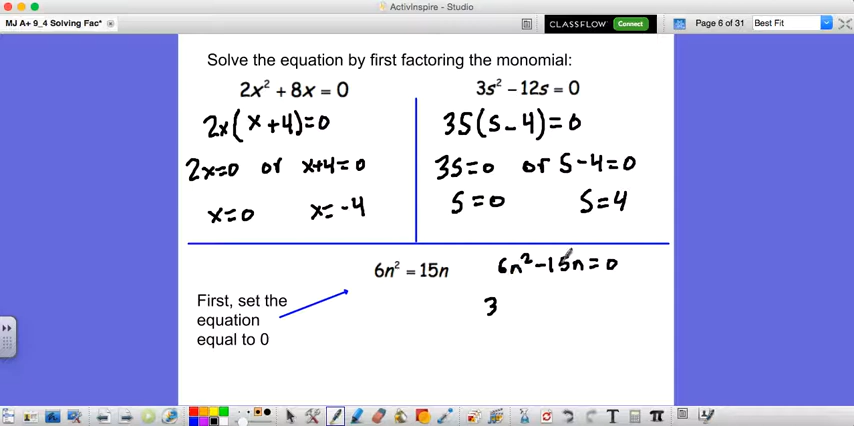 ActivInspire - Studio
MJ A+ 9_4 Solving Fac*
CLASSFLOW Connect
Page 6 of 31
Best Fit
Solve the equation by first factoring the monomial:
2x² + 8x = 0
2x(x+4)=0
2x=0 or x+4=0
x=0 x=-4
3s² - 12s = 0
3s(s-4)=0
3s=0 or s-4=0
s=0 s=4
6n² = 15n
6n²-15n=0
3
First, set the
equation
equal to 0